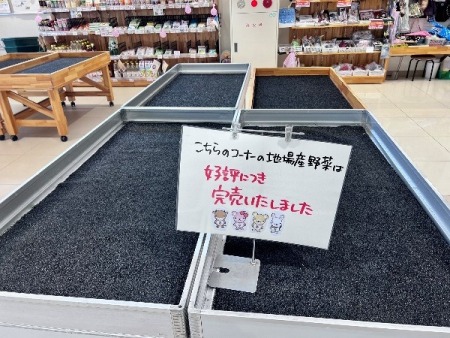 こちらのコーナーの地場産野菜は
好評につき
完売いたしました